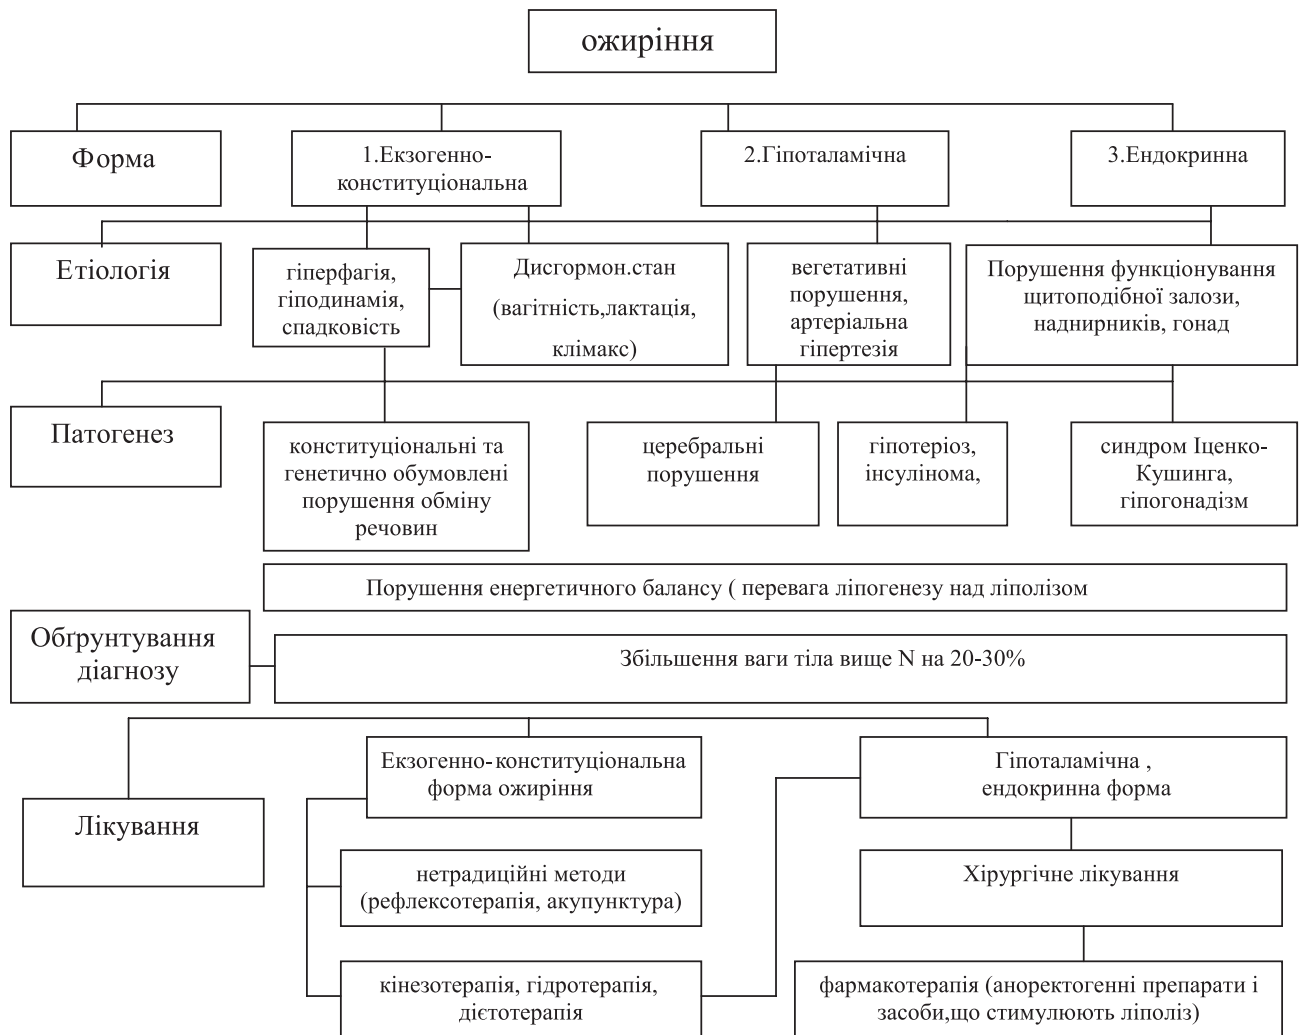 ожиріння
Форма
1.Екзогенно-
конституціональна
2.Гіпоталамічна
3.Ендокринна
Етіологія
гіперфагія,
гіподинамія,
спадковість
Дисгормон.стан
(вагітність,лактація,
клімакс)
вегетативні
порушення,
артеріальна
гіпертезія
Порушення функціонування
щитоподібної залози,
наднирників, гонад
Патогенез
конституціональні та
генетично обумовлені
порушення обміну
речовин
церебральні
порушення
гіпотеріоз,
інсулінома,
синдром Іценко-
Кушинга,
гіпогонадізм
Порушення енергетичного балансу ( перевага ліпогенезу над ліполізом
Обґрунтування
діагнозу
Збільшення ваги тіла вище N на 20-30%
Лікування
Екзогенно-конституціональна
форма ожиріння
Гіпоталамічна ,
ендокринна форма
нетрадиційні методи
(рефлексотерапія, акупунктура)
Хірургічне лікування
кінезотерапія, гідротерапія,
дієтотерапія
фармакотерапія (аноректогенні препарати і
засоби,що стимулюють ліполіз)